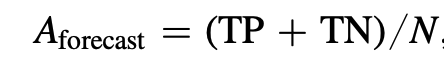 A_forecast = (TP + TN)/N,